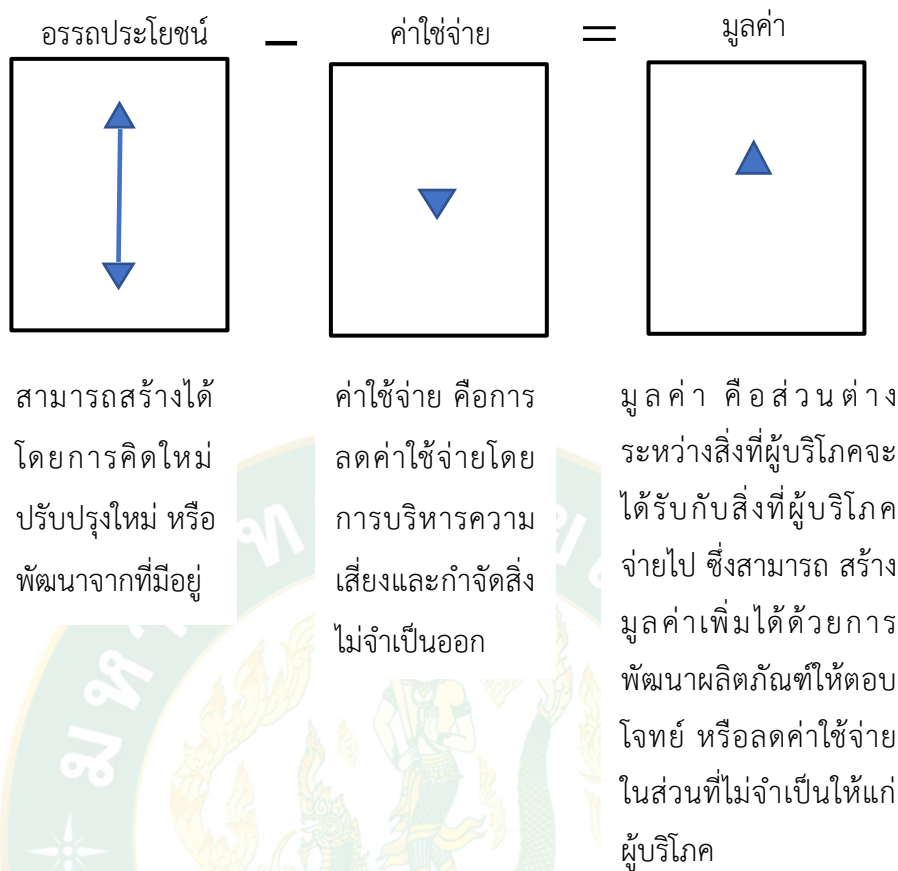 อรรถประโยชน์ – ค่าใช่จ่าย = มูลค่า
สามารถสร้างได้
โดยการคิดใหม่
ปรับปรุงใหม่ หรือ
พัฒนาจากที่มีอยู่
ค่าใช้จ่าย คือการ
ลดค่าใช้จ่ายโดย
การบริหารความ
เสี่ยงและกำจัดสิ่ง
ไม่จำเป็นออก
มูลค่า คือส่วนต่าง
ระหว่างสิ่งที่ผู้บริโภคจะ
ได้รับกับสิ่งที่ผู้บริโภค
จ่ายไป ซึ่งสามารถ สร้าง
มูลค่าเพิ่มได้ด้วยการ
พัฒนาผลิตภัณฑ์ให้ตอบ
โจทย์ หรือลดค่าใช้จ่าย
ในส่วนที่ไม่จำเป็นให้แก่
ผู้บริโภค